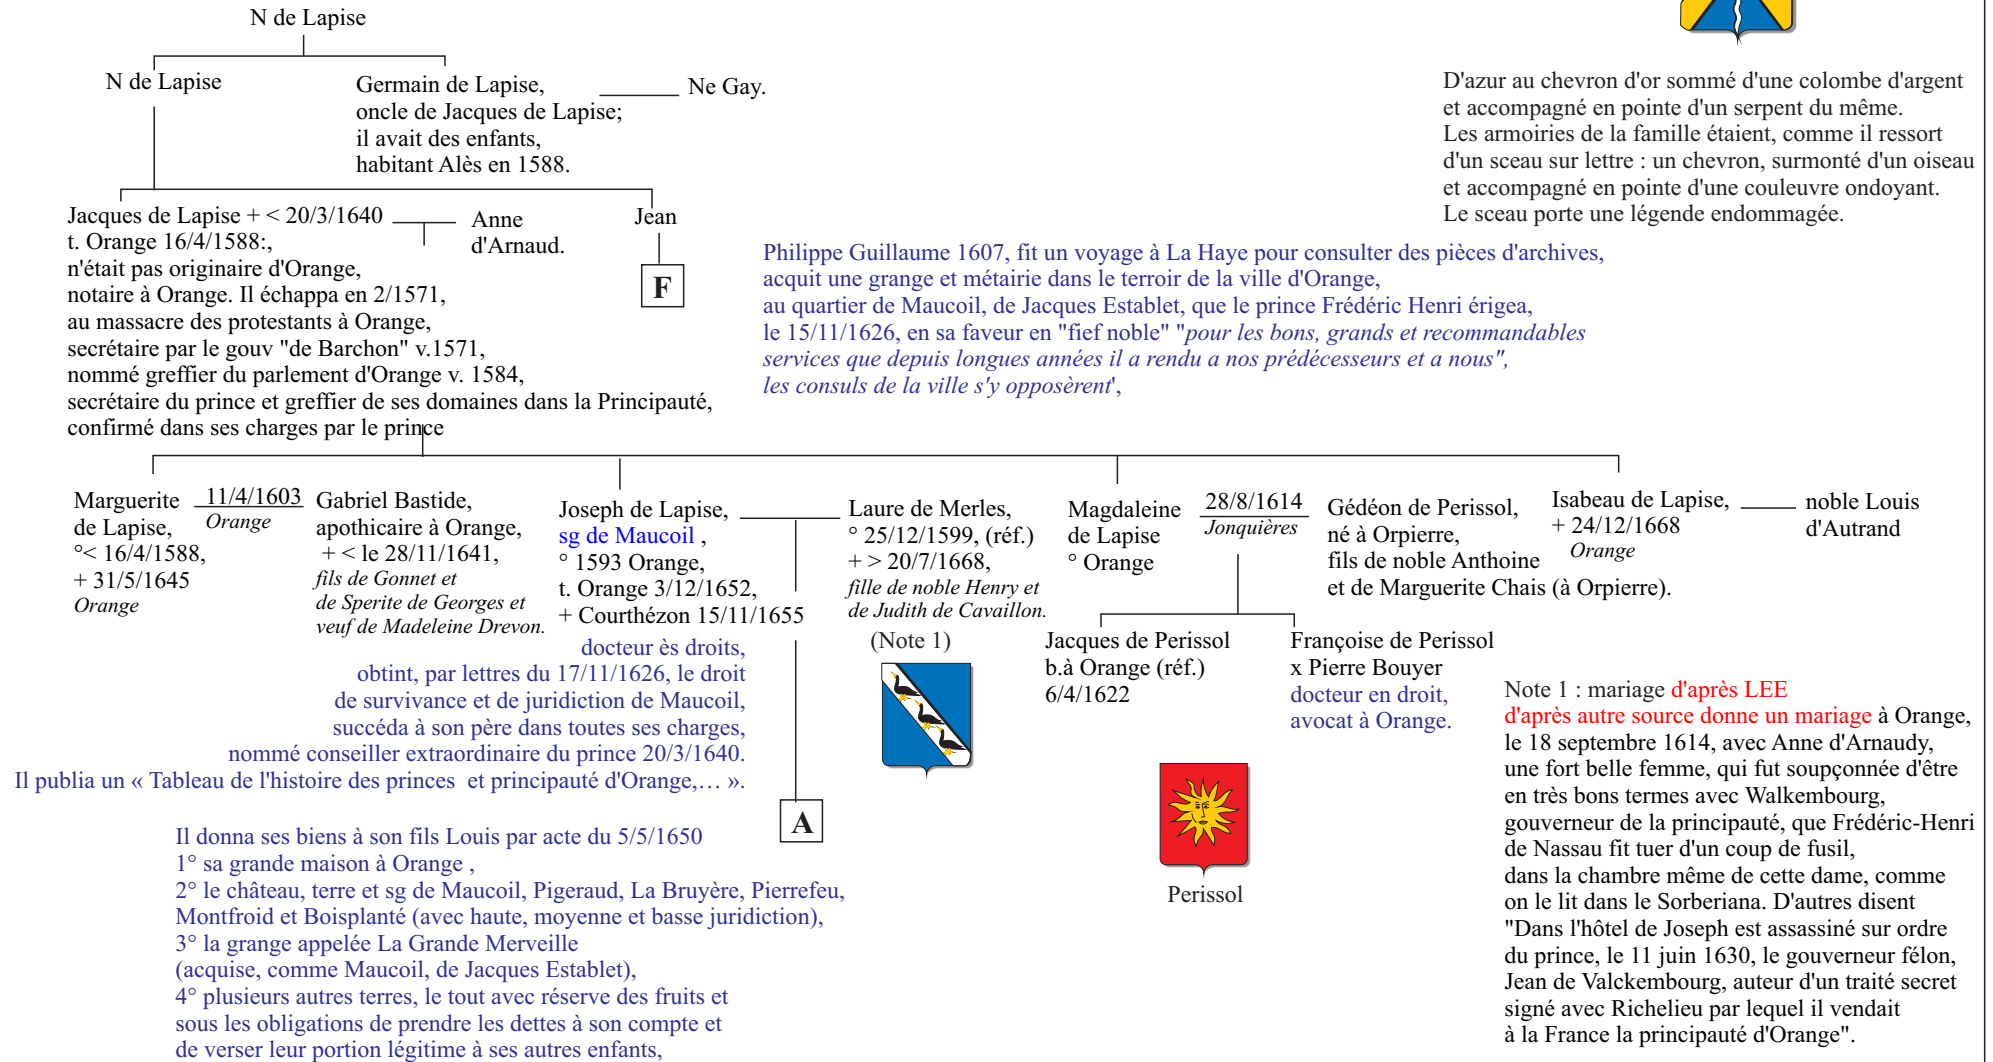 N de Lapise
N de Lapise
Germain de Lapise,
oncle de Jacques de Lapise;
il avait des enfants,
habitant Alès en 1588.
Ne Gay.
D'azur au chevron d'or sommé d'une colombe d'argent
et accompagné en pointe d'un serpent du même.
Les armoiries de la famille étaient, comme il ressort
d'un sceau sur lettre : un chevron, surmonté d'un oiseau
et accompagné en pointe d'une couleuvre ondoyant.
Le sceau porte une légende endommagée.
Jacques de Lapise + < 20/3/1640
t. Orange 16/4/1588:,
n'était pas originaire d'Orange,
notaire à Orange. Il échappa en 2/1571,
au massacre des protestants à Orange,
secrétaire par le gouv "de Barchon" v.1571,
nommé greffier du parlement d'Orange v. 1584,
secrétaire du prince et greffier de ses domaines dans la Principauté,
confirmé dans ses charges par le prince
Anne
d'Arnaud.
Jean
F
Philippe Guillaume 1607, fit un voyage à La Haye pour consulter des pièces d'archives,
acquit une grange et métairie dans le terroir de la ville d'Orange,
au quartier de Maucoil, de Jacques Establet, que le prince Frédéric Henri érigea,
le 15/11/1626, en sa faveur en "fief noble" "pour les bons, grands et recommandables
services que depuis longues années il a rendu a nos prédécesseurs et a nous",
les consuls de la ville s'y opposèrent',
Marguerite
de Lapise,
°< 16/4/1588,
+ 31/5/1645
Orange
11/4/1603
Orange
Gabriel Bastide,
apothicaire à Orange,
+ < le 28/11/1641,
fils de Gonnet et
de Sperite de Georges et
veuf de Madeleine Drevon.
Joseph de Lapise,
sg de Maucoil ,
° 1593 Orange,
t. Orange 3/12/1652,
+ Courthézon 15/11/1655
docteur ès droits,
obtint, par lettres du 17/11/1626, le droit
de survivance et de juridiction de Maucoil,
succéda à son père dans toutes ses charges,
nommé conseiller extraordinaire du prince 20/3/1640.
Il publia un « Tableau de l'histoire des princes et principauté d'Orange,… ».
Il donna ses biens à son fils Louis par acte du 5/5/1650
1° sa grande maison à Orange ,
2° le château, terre et sg de Maucoil, Pigeraud, La Bruyère, Pierrefeu,
Montfroid et Boisplanté (avec haute, moyenne et basse juridiction),
3° la grange appelée La Grande Merveille
(acquise, comme Maucoil, de Jacques Establet),
4° plusieurs autres terres, le tout avec réserve des fruits et
sous les obligations de prendre les dettes à son compte et
de verser leur portion légitime à ses autres enfants,
A
Laure de Merles,
° 25/12/1599, (réf.)
+ > 20/7/1668,
fille de noble Henry et
de Judith de Cavaillon.
(Note 1)
Magdaleine
de Lapise
° Orange
28/8/1614
Jonquières
Gédéon de Perissol,
né à Orpierre,
fils de noble Anthoine
et de Marguerite Chais (à Orpierre).
Jacques de Perissol
b.à Orange (réf.)
6/4/1622
Françoise de Perissol
x Pierre Bouyer
docteur en droit,
avocat à Orange.
Perissol
Isabeau de Lapise,
+ 24/12/1668
Orange
noble Louis
d'Autrand
Note 1 : mariage d'après LEE
d'après autre source donne un mariage à Orange,
le 18 septembre 1614, avec Anne d'Arnaudy,
une fort belle femme, qui fut soupçonnée d'être
en très bons termes avec Walkembourg,
gouverneur de la principauté, que Frédéric-Henri
de Nassau fit tuer d'un coup de fusil,
dans la chambre même de cette dame, comme
on le lit dans le Sorberiana. D'autres disent
"Dans l'hôtel de Joseph est assassiné sur ordre
du prince, le 11 juin 1630, le gouverneur félon,
Jean de Valckembourg, auteur d'un traité secret
signé avec Richelieu par lequel il vendait
à la France la principauté d'Orange".